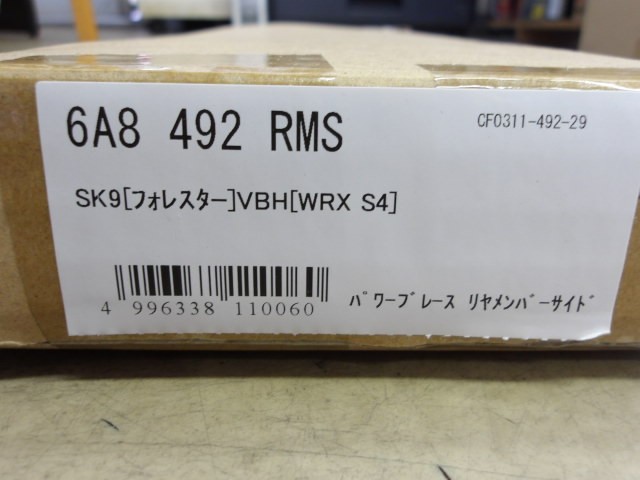 6A8 492 RMS
CF0311-492-29
SK9[フォレスター]VBH[WRX S4]
4 996338 110060
ﾊﾟﾜｰﾌﾞﾚｰｽ ﾘﾔﾒﾝﾊﾞｰｻｲﾄﾞ